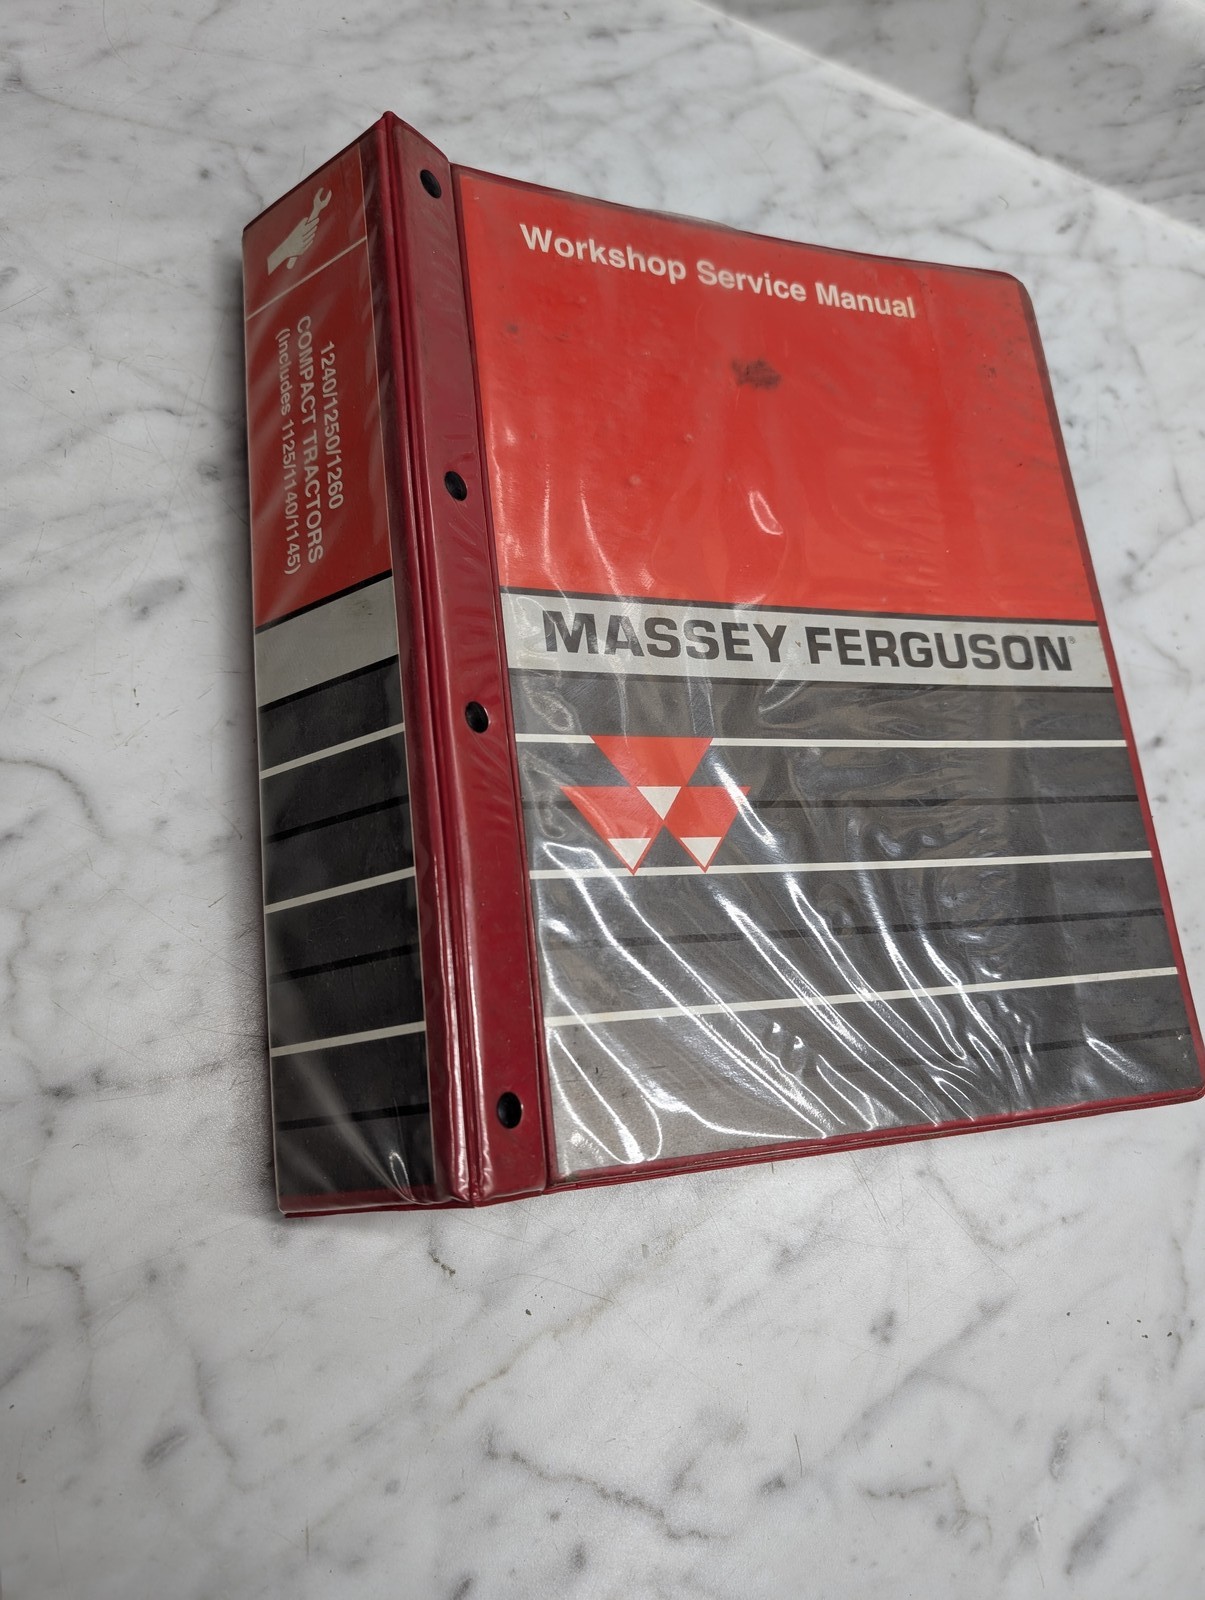 1240/1250/1260
COMPACT TRACTORS
(Includes 1125/1140/1145)
Workshop Service Manual
MASSEY FERGUSON®